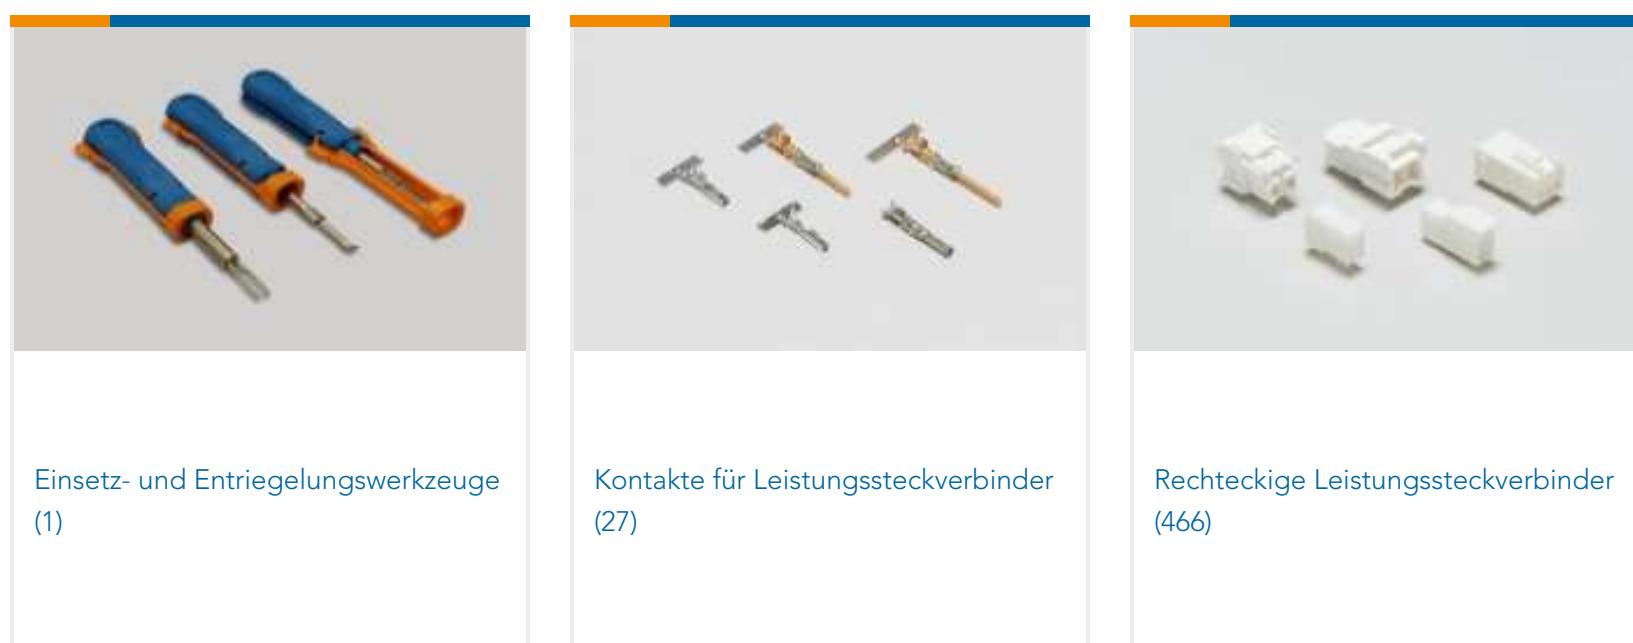 Einsetz- und Entriegelungswerkzeuge
(1)
Kontakte für Leistungssteckverbinder
(27)
Rechteckige Leistungssteckverbinder
(466)